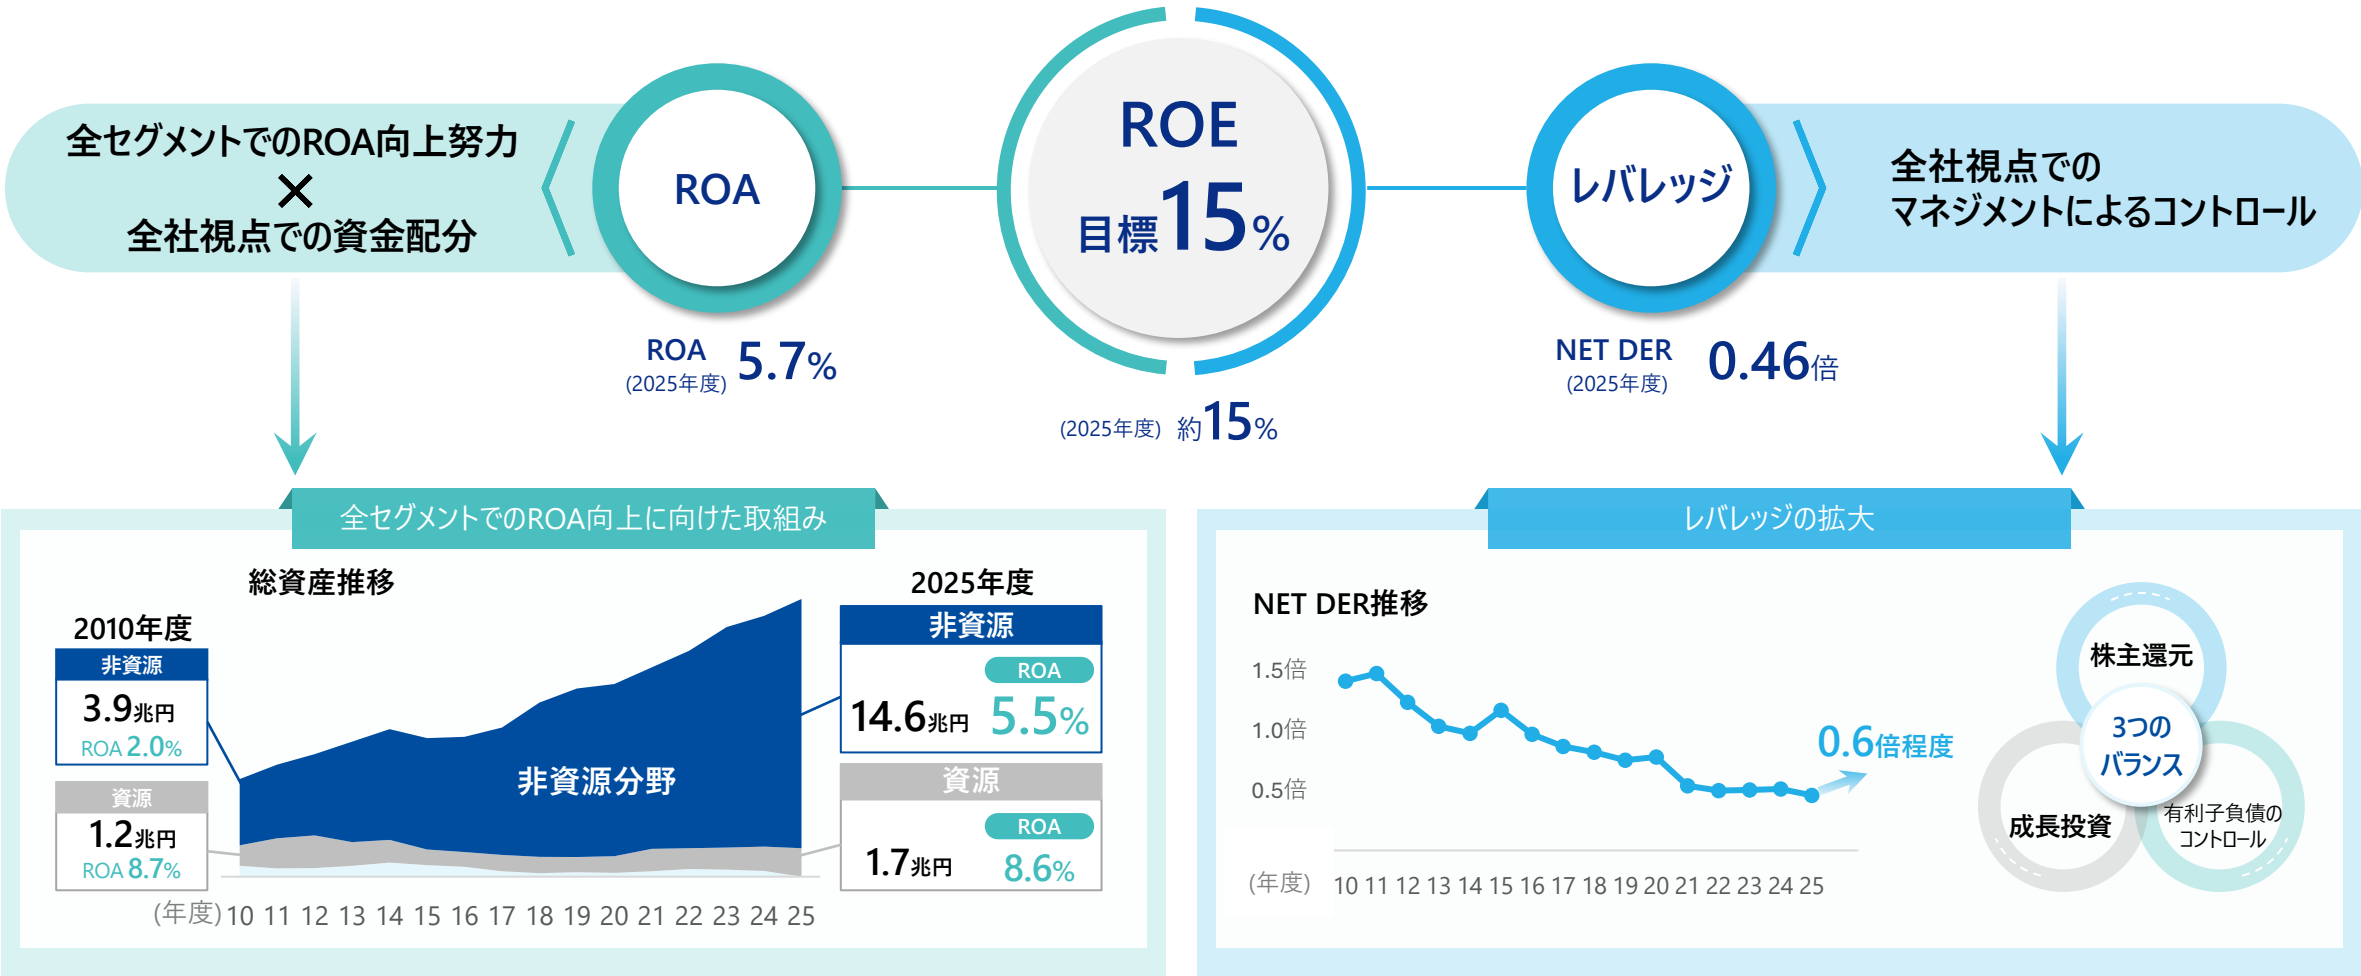 全セグメントでのROA向上努力
×
全社視点での資金配分
ROA
ROE
目標15%
レバレッジ
全社視点での
マネジメントによるコントロール
ROA
(2025年度)
5.7%
(2025年度) 約15%
NET DER
(2025年度)
0.46倍
全セグメントでのROA向上に向けた取組み
総資産推移
2010年度
非資源
3.9兆円
ROA 2.0%
資源
1.2兆円
ROA 8.7%
非資源分野
2025年度
非資源
14.6兆円
ROA
5.5%
資源
1.7兆円
ROA
8.6%
(年度) 10 11 12 13 14 15 16 17 18 19 20 21 22 23 24 25
レバレッジの拡大
NET DER推移
1.5倍
1.0倍
0.5倍
0.6倍程度
(年度) 10 11 12 13 14 15 16 17 18 19 20 21 22 23 24 25
株主還元
3つの
バランス
成長投資
有利子負債の
コントロール